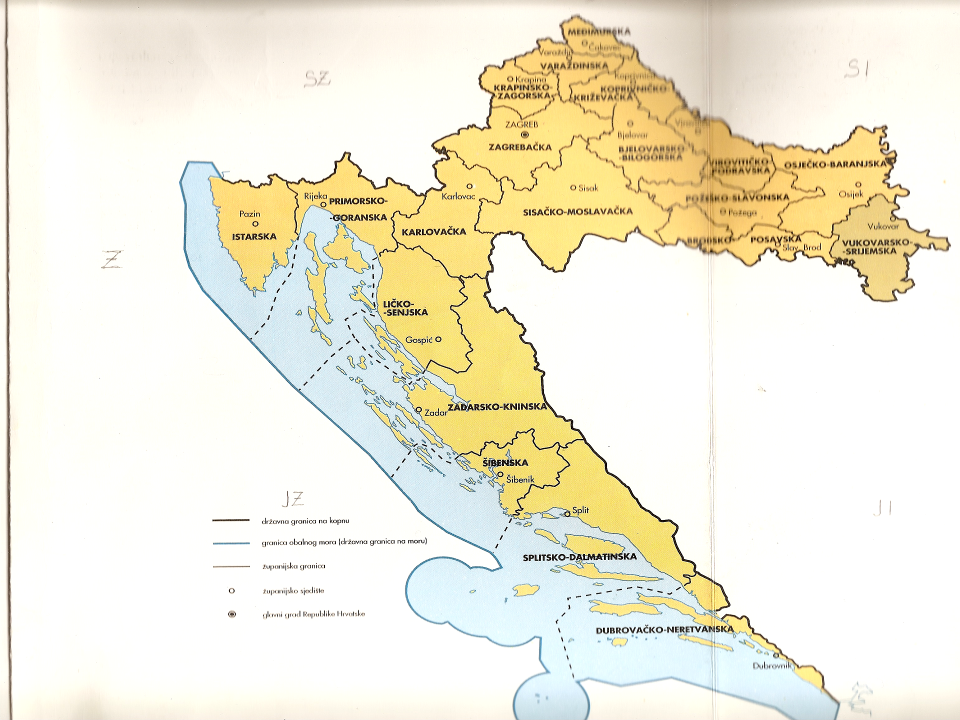 MEĐIMURSKA
Čakovec
Varaždin
VARAŽDINSKA
SZ
SI
Krapina
KRAPINSKO-
ZAGORSKA
Koprivnica
KOPRIVNIČKO-
KRIŽEVAČKA
ZAGREB
ZAGREBAČKA
Bjelovar
BJELOVARSKO-
BILOGORSKA
VIROVITIČKO-
PODRAVSKA
OSJEČKO-BARANJSKA
Osijek
Rijeka
PRIMORSKO-
-GORANSKA
Karlovac
KARLOVAČKA
Sisak
SISAČKO-MOSLAVAČKA
POŽEŠKO-SLAVONSKA
Požega
BRODSKO-
POSAVSKA
Slav. Brod
Vukovar
VUKOVARSKO-
-SRIJEMSKA
Pazin
ISTARSKA
Z
LIČKO-
-SENJSKA
Gospić
Zadar
ZADARSKO-KNINSKA
ŠIBENSKA
Šibenik
JZ
JI
Split
SPLITSKO-DALMATINSKA
DUBROVAČKO-NERETVANSKA
Dubrovnik
državna granica na kopnu
granica obalnog mora (državna granica na moru)
županijska granica
županijsko sjedište
glavni grad Republike Hrvatske